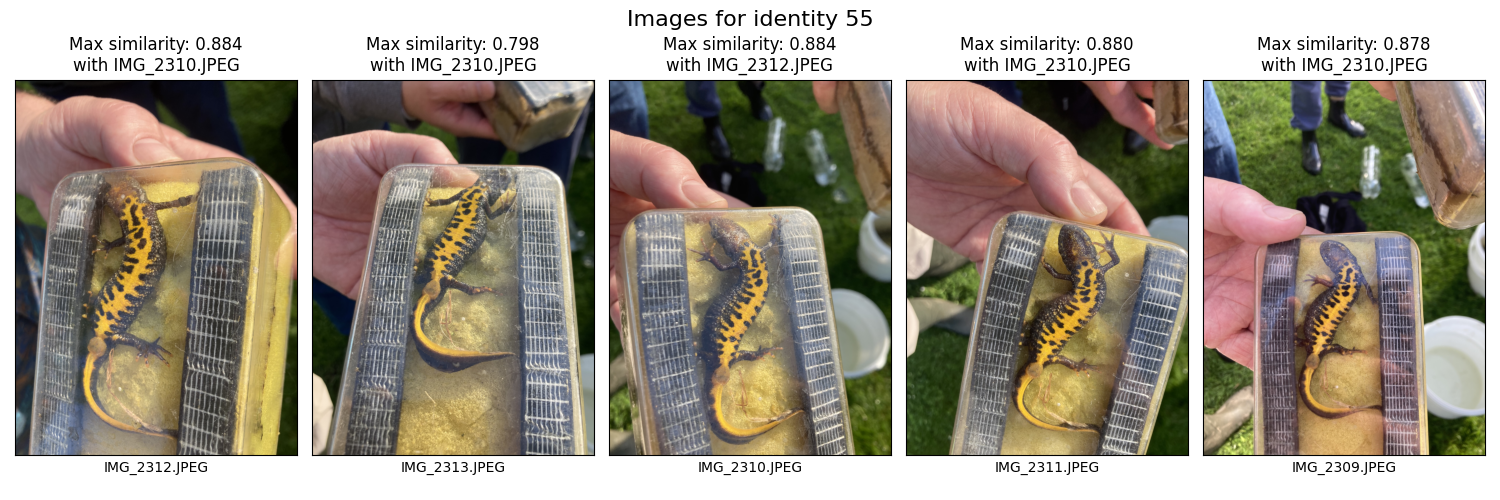 Images for identity 55
Max similarity: 0.884
with IMG_2310.JPEG
Max similarity: 0.798
with IMG_2310.JPEG
Max similarity: 0.884
with IMG_2312.JPEG
Max similarity: 0.880
with IMG_2310.JPEG
Max similarity: 0.878
with IMG_2310.JPEG
IMG_2312.JPEG
IMG_2313.JPEG
IMG_2310.JPEG
IMG_2311.JPEG
IMG_2309.JPEG